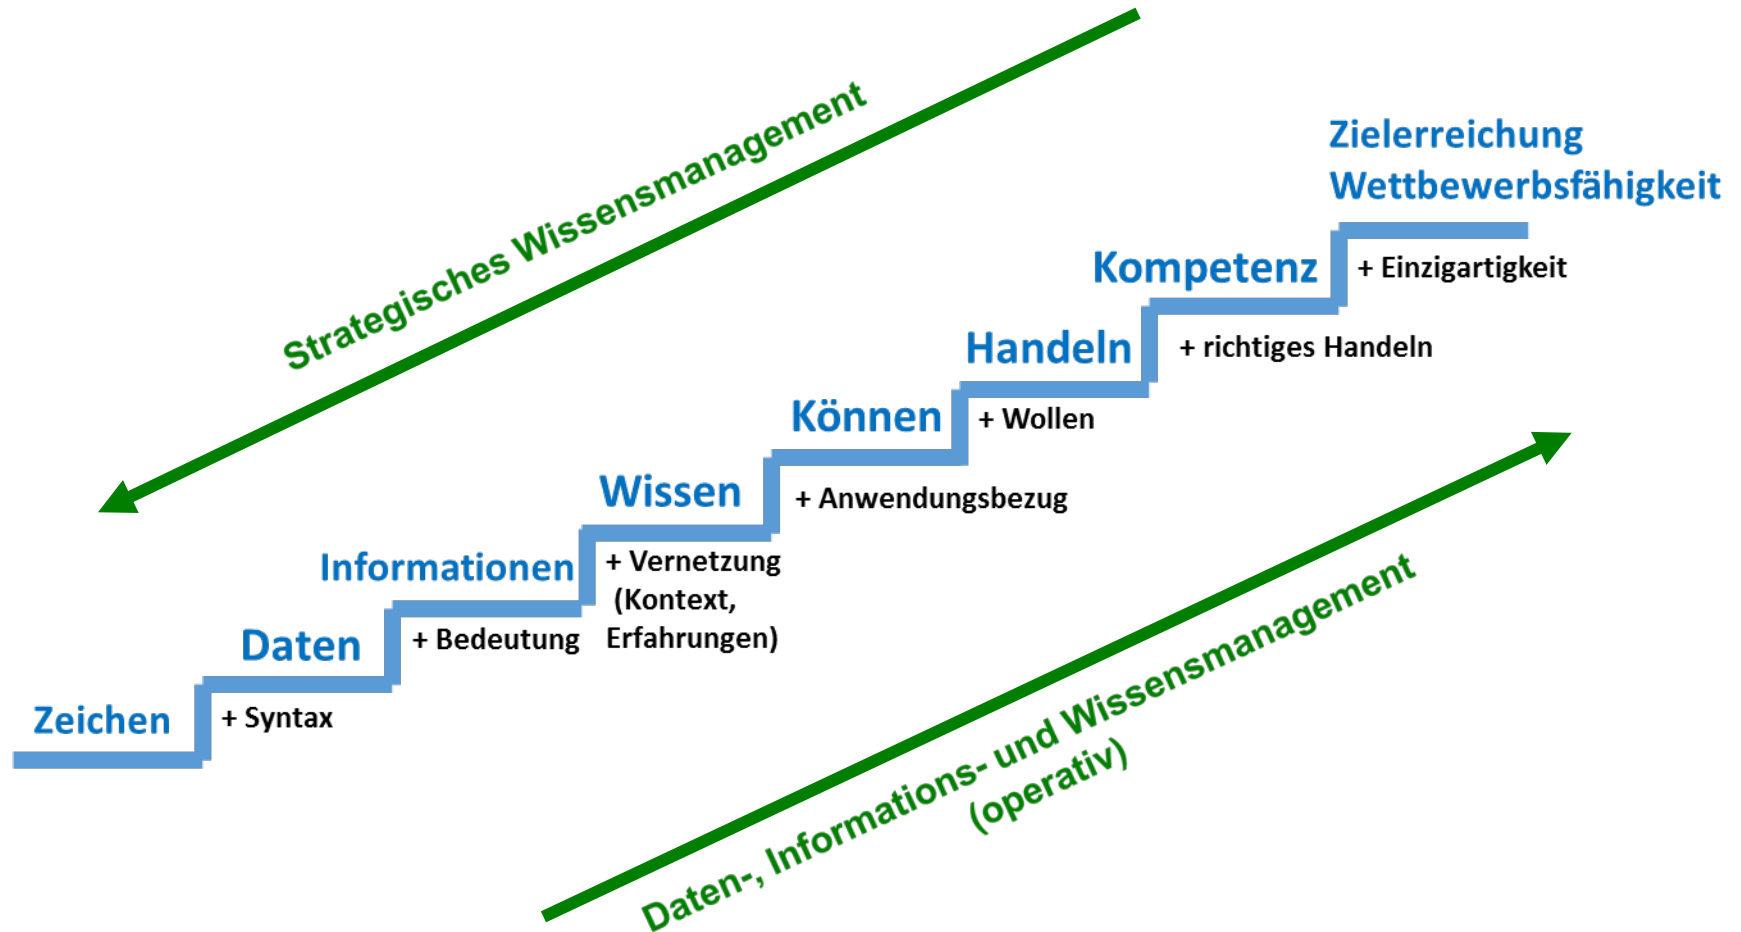 Strategisches Wissensmanagement
Zielerreichung
Wettbewerbsfähigkeit
+ Einzigartigkeit
Kompetenz
+ richtiges Handeln
Handeln
+ Wollen
Können
+ Anwendungsbezug
Wissen
+ Vernetzung
(Kontext,
Erfahrungen)
Informationen
+ Bedeutung
Daten
+ Syntax
Zeichen
Daten-, Informations- und Wissensmanagement
(operativ)